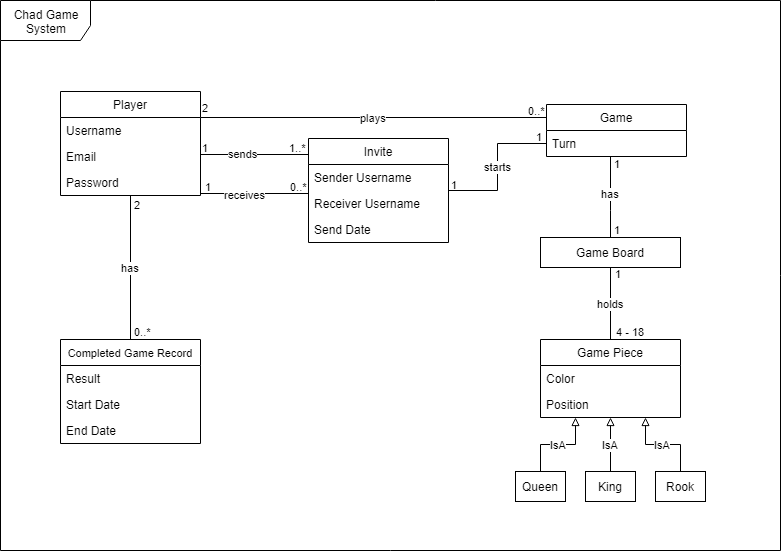 Chad Game
System
Player
Username
Email
Password
2
plays
0..*
Game
Turn
1
sends
1..*
1
receives
0..*
Invite
Sender Username
Receiver Username
Send Date
1
starts
1
1
has
1
Game Board
1
holds
4 - 18
Game Piece
Color
Position
2
has
0..*
Completed Game Record
Result
Start Date
End Date
IsA
IsA
IsA
Queen
King
Rook